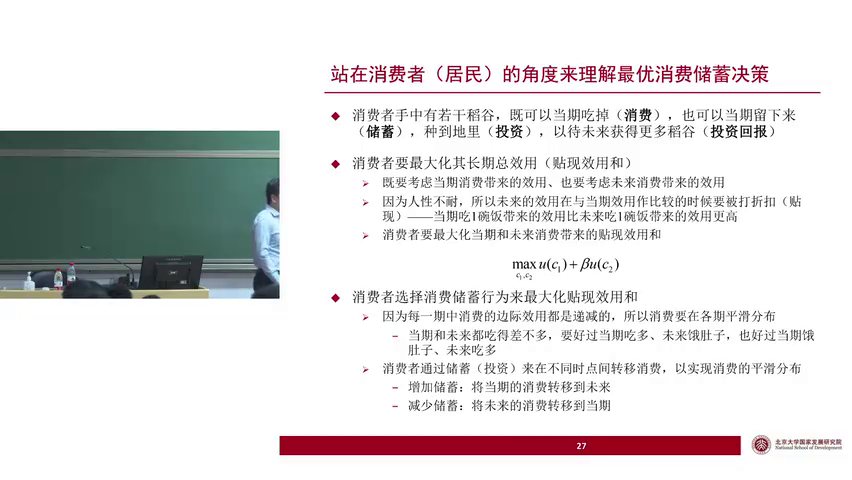 站在消费者（居民）的角度来理解最优消费储蓄决策
◆ 消费者手中有若干稻谷，既可以当期吃掉（消费），也可以当期留下来
（储蓄），种到地里（投资），以待未来获得更多稻谷（投资回报）
◆ 消费者要最大化其长期总效用（贴现效用和）
➢ 既要考虑当期消费带来的效用、也要考虑未来消费带来的效用
➢ 因为人性不耐，所以未来的效用在与当期效用作比较的时候要被打折扣（贴
现）——当期吃1碗饭带来的效用比未来吃1碗饭带来的效用更高
➢ 消费者要最大化当期和未来消费带来的贴现效用和
max u(c₁) + βu(c₂)
c₁,c₂
◆ 消费者选择消费储蓄行为来最大化贴现效用和
➢ 因为每一期中消费的边际效用都是递减的，所以消费要在各期平滑分布
– 当期和未来都吃得差不多，要好过当期吃多、未来饿肚子，也好过当期饿
肚子、未来吃多
➢ 消费者通过储蓄（投资）来在不同时点间转移消费，以实现消费的平滑分布
– 增加储蓄：将当期的消费转移到未来
– 减少储蓄：将未来的消费转移到当期
27
北京大学国家发展研究院
National School of Development